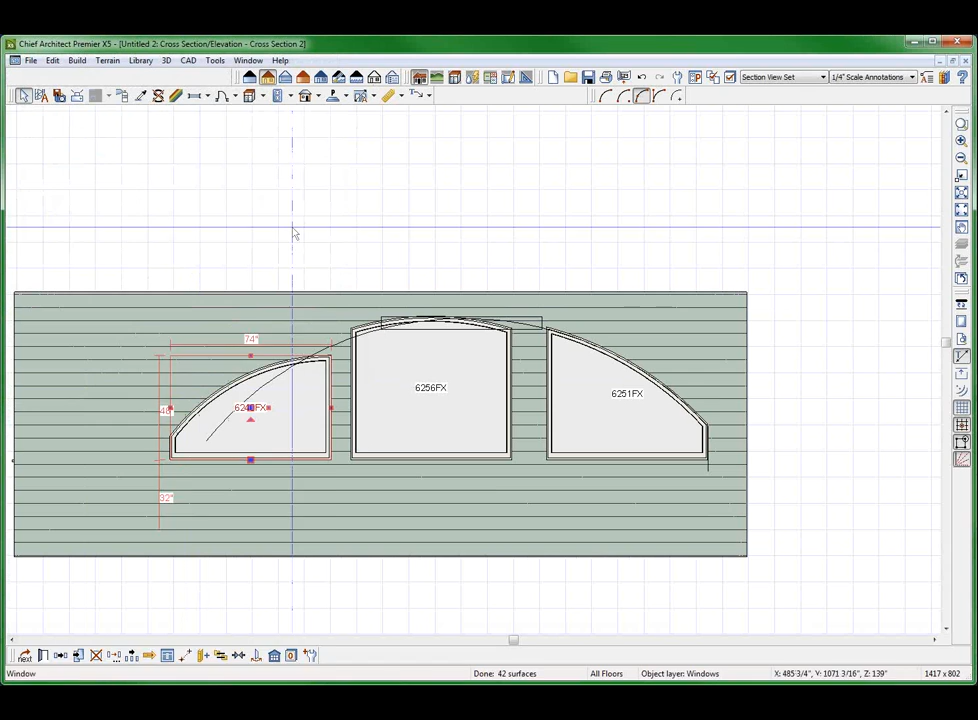 Chief Architect Premier X5 - [Untitled 2: Cross Section/Elevation - Cross Section 2]
File Edit Build Terrain Library 3D CAD Tools Window Help
Section View Set 1/4" Scale Annotations
74"
6256FX
6251FX
32"
next
Window Done: 42 surfaces All Floors Object layer: Windows X: 485 3/4", Y: 1071 3/16", Z: 139" 1417 x 802